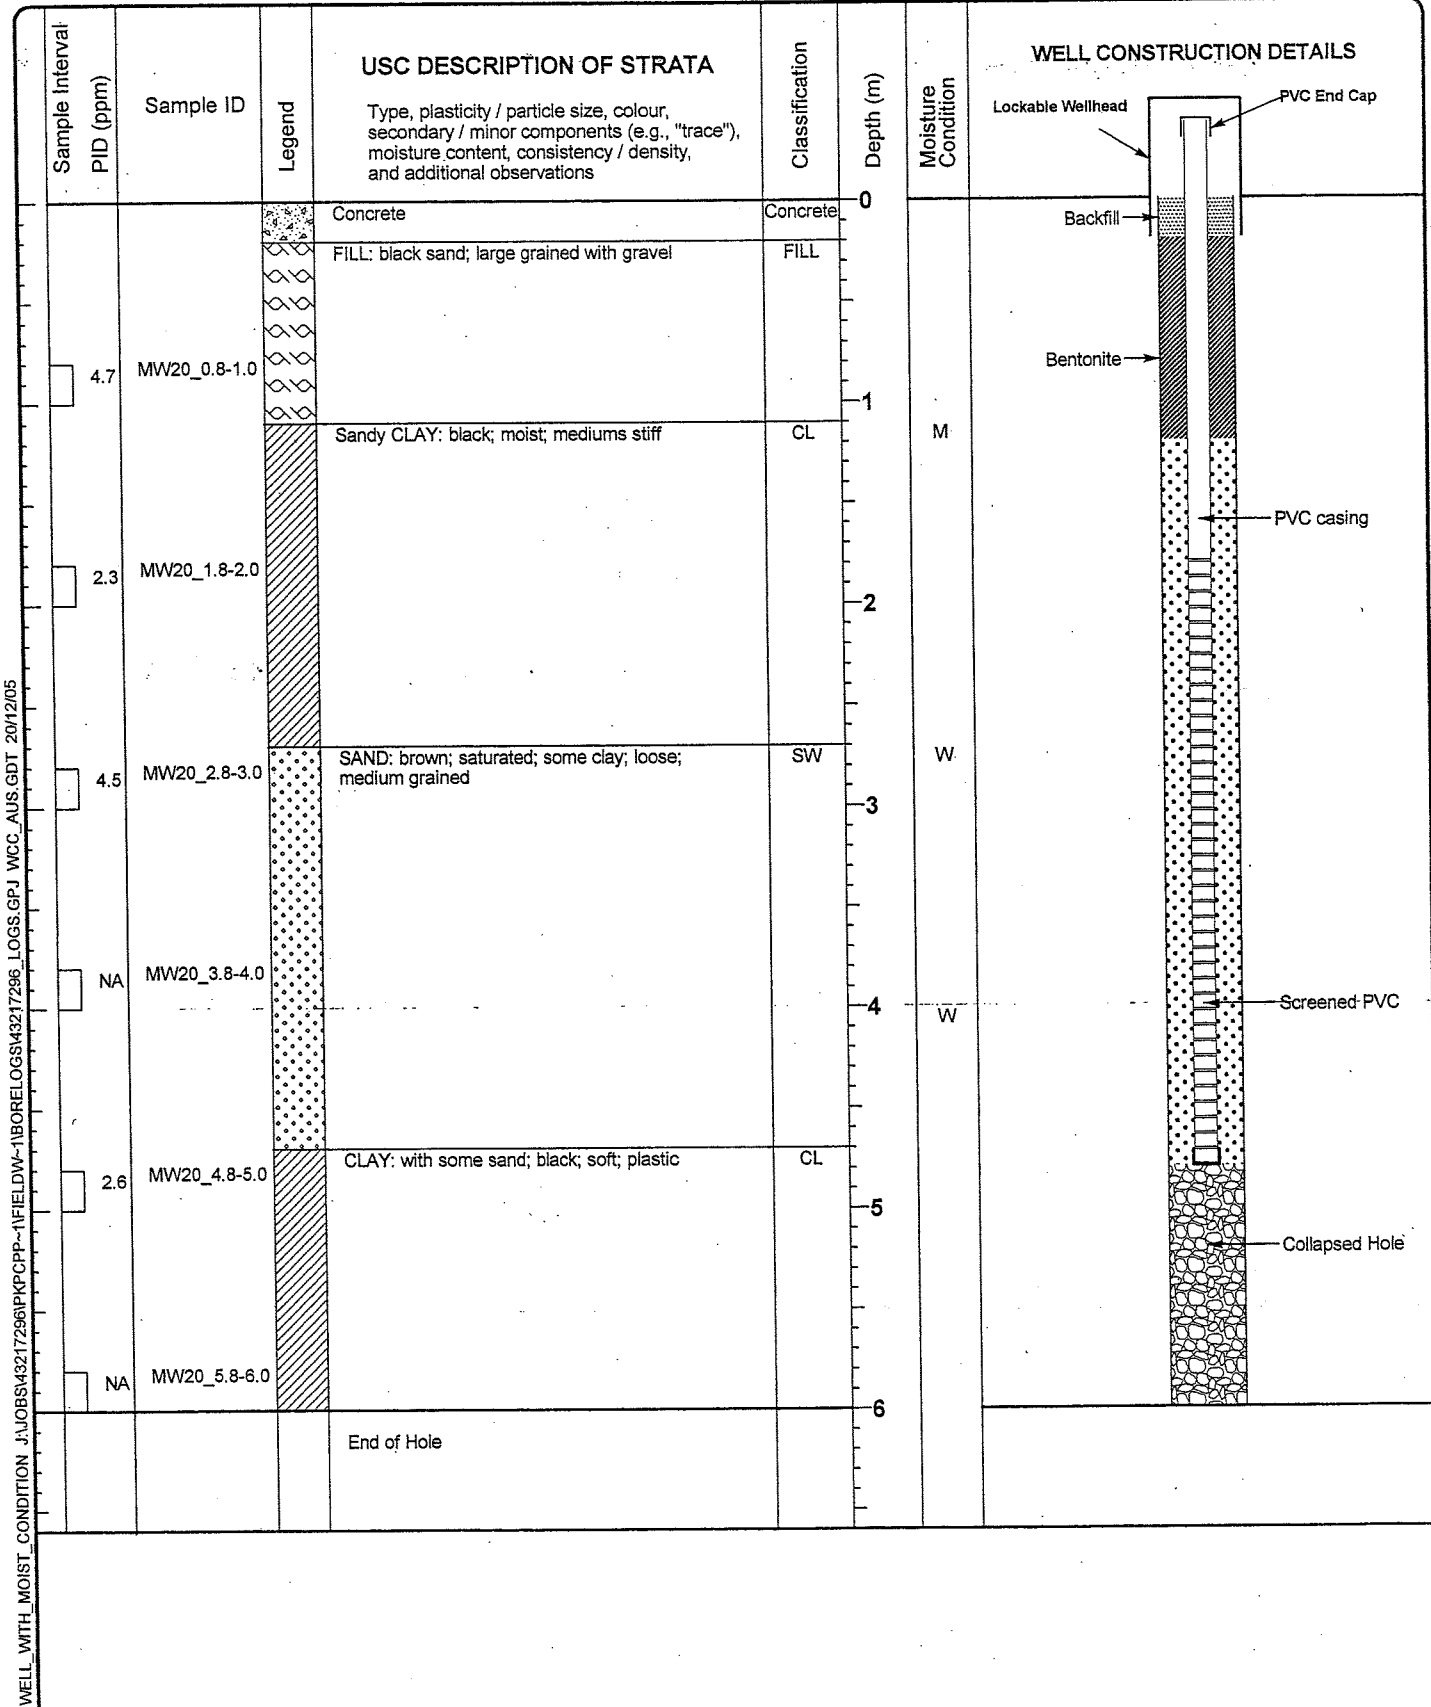 Sample Interval
PID (ppm)
Sample ID
Legend
USC DESCRIPTION OF STRATA
Type, plasticity / particle size, colour,
secondary / minor components (e.g., "trace"),
moisture content, consistency / density,
and additional observations
Classification
Depth (m)
Moisture
Condition
WELL CONSTRUCTION DETAILS
Lockable Wellhead
PVC End Cap
Concrete
Concrete
0
Backfill
FILL: black sand; large grained with gravel
FILL
Bentonite
4.7
MW20_0.8-1.0
1
Sandy CLAY: black; moist; mediums stiff
CL
M
PVC casing
2.3
MW20_1.8-2.0
2
SAND: brown; saturated; some clay; loose;
medium grained
SW
W
4.5
MW20_2.8-3.0
3
NA
MW20_3.8-4.0
4
W
Screened PVC
CLAY: with some sand; black; soft; plastic
CL
2.6
MW20_4.8-5.0
5
Collapsed Hole
NA
MW20_5.8-6.0
6
End of Hole
WELL_WITH_MOIST_CONDITION J:\JOBS\43217296\PKPCPP~1\FIELDW~1\BORELOGS\43217296_LOGS.GPJ WCC_AUS.GDT 20/12/05